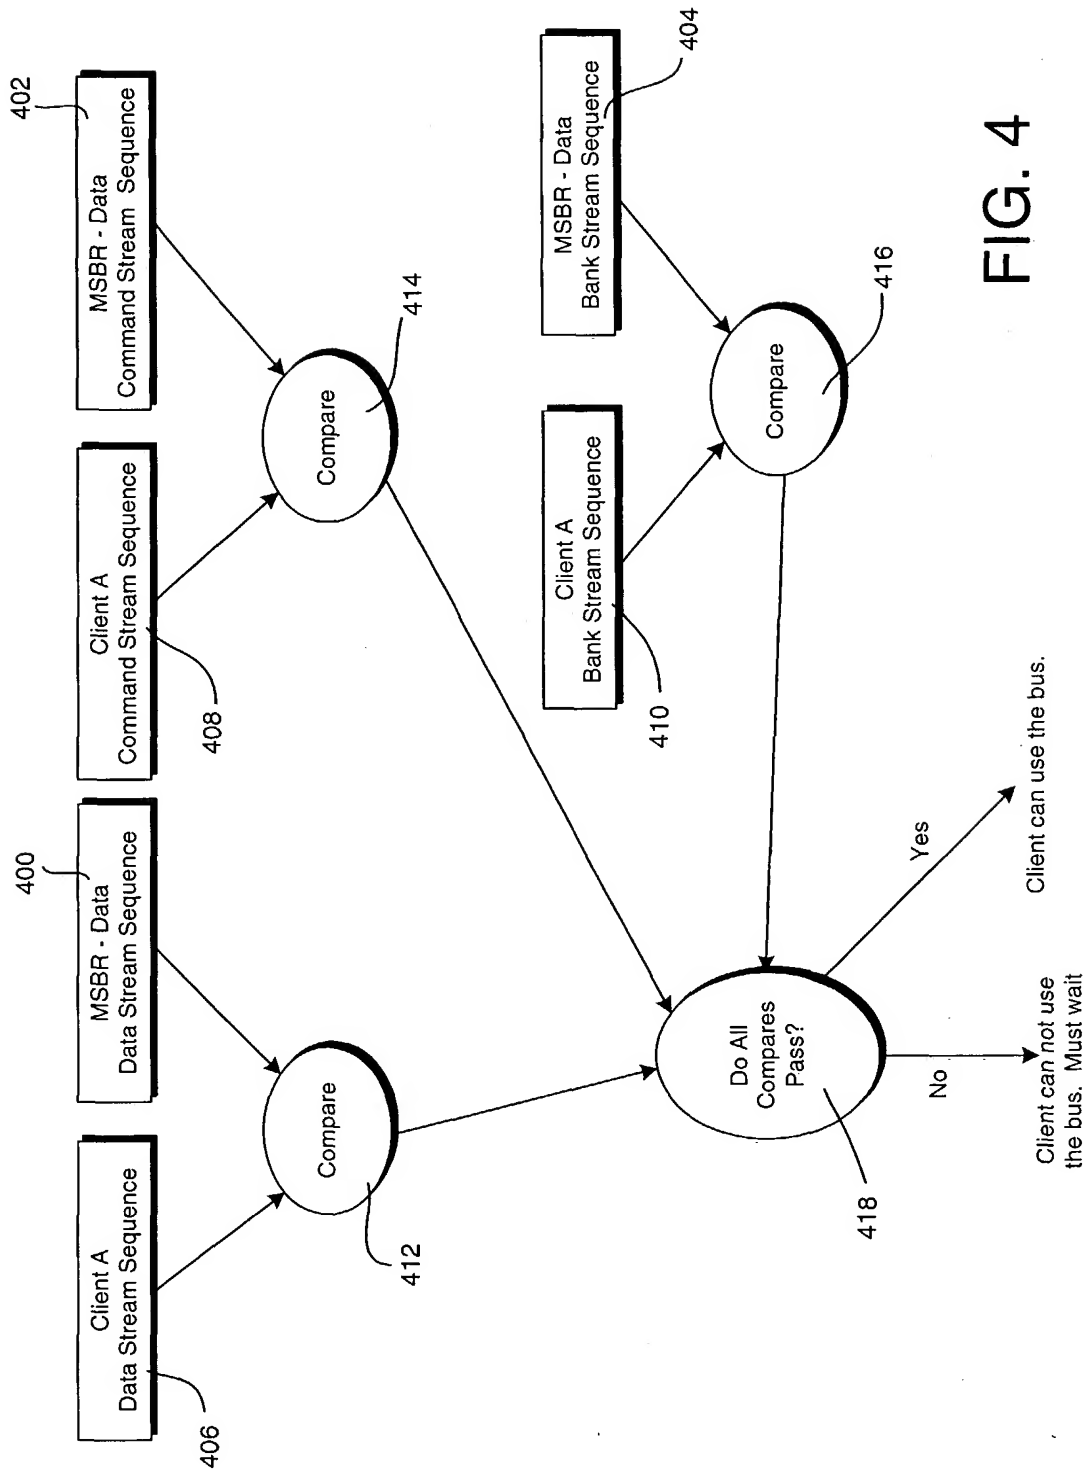 406
Client A
Data Stream Sequence
400
MSBR - Data
Data Stream Sequence
408
Client A
Command Stream Sequence
402
MSBR - Data
Command Stream Sequence
412
Compare
414
Compare
410
Client A
Bank Stream Sequence
404
MSBR - Data
Bank Stream Sequence
416
Compare
418
Do All
Compares
Pass?
No
Yes
Client can not use
the bus. Must wait
Client can use the bus.
FIG. 4